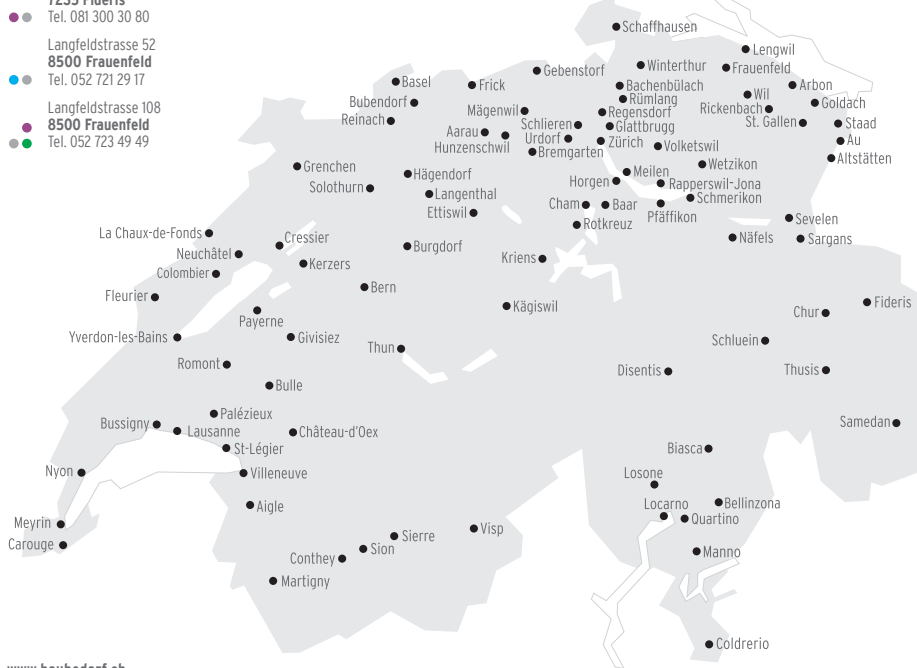 7235 Fideris
Tel. 081 300 30 80
Langfeldstrasse 52
8500 Frauenfeld
Tel. 052 721 29 17
Langfeldstrasse 108
8500 Frauenfeld
Tel. 052 723 49 49
Schaffhausen
Lengwil
Winterthur
Frauenfeld
Gebenstorf
Basel
Frick
Bachenbülach
Arbon
Wil
Rümlang
Bubendorf
Goldach
Rickenbach
Mägenwil
Regensdorf
Reinach
Schlieren
St. Gallen
Staad
Glattbrugg
Aarau
Urdorf
Zürich
Au
Hunzenschwil
Volketswil
Bremgarten
Altstätten
Wetzikon
Grenchen
Hägendorf
Meilen
Horgen
Rapperswil-Jona
Solothurn
Langenthal
Schmerikon
Cham
Baar
Ettiswil
Pfäffikon
Sevelen
Rotkreuz
La Chaux-de-Fonds
Cressier
Näfels
Sargans
Burgdorf
Neuchâtel
Kriens
Kerzers
Colombier
Bern
Fleurier
Fideris
Kägiswil
Chur
Payerne
Yverdon-les-Bains
Givisiez
Schluein
Thun
Romont
Disentis
Thusis
Bulle
Palézieux
Bussigny
Lausanne
Château-d'Oex
Samedan
St-Légier
Biasca
Nyon
Villeneuve
Losone
Aigle
Locarno
Bellinzona
Quartino
Meyrin
Visp
Sierre
Carouge
Sion
Manno
Conthey
Martigny
Coldrerio
www.baubedarf.ch